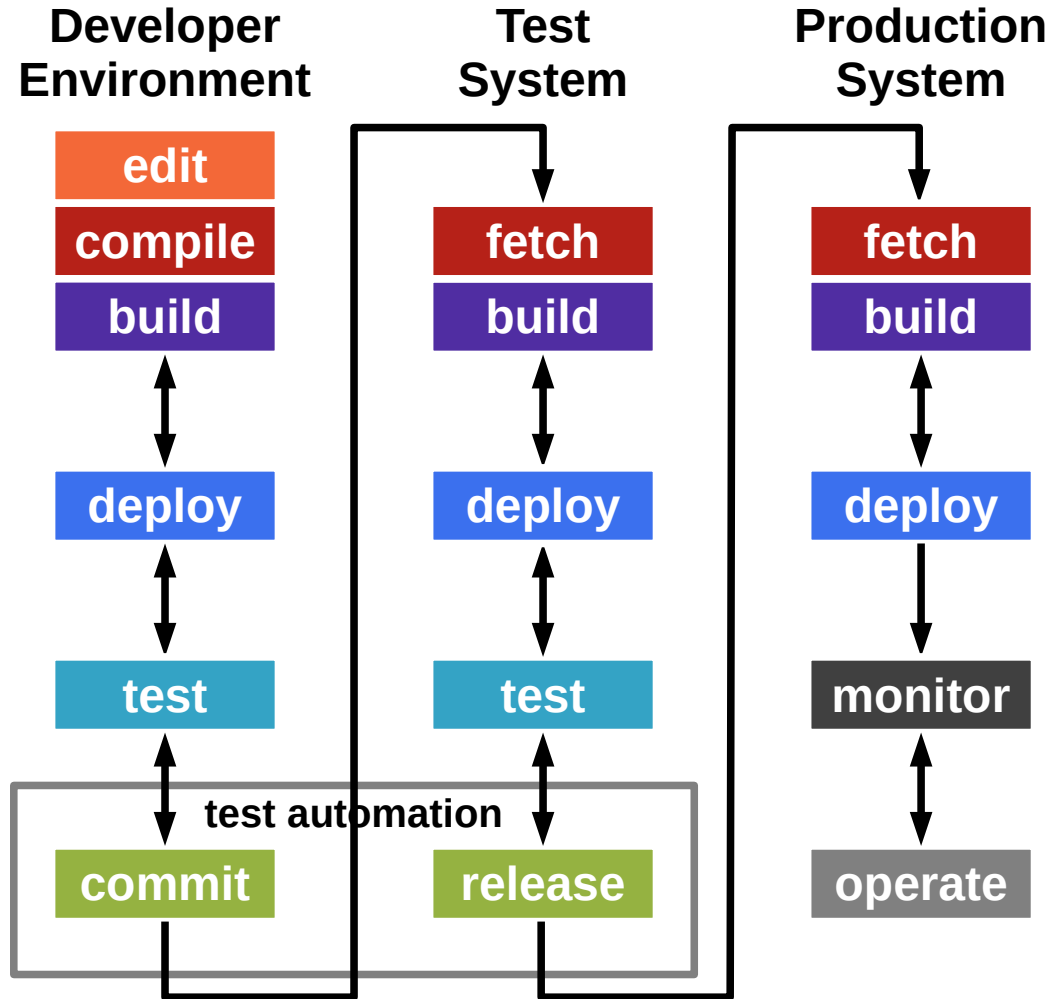 Developer
Environment
edit
compile
build
deploy
test
test automation
commit
Test
System
fetch
build
deploy
test
release
Production
System
fetch
build
deploy
monitor
operate